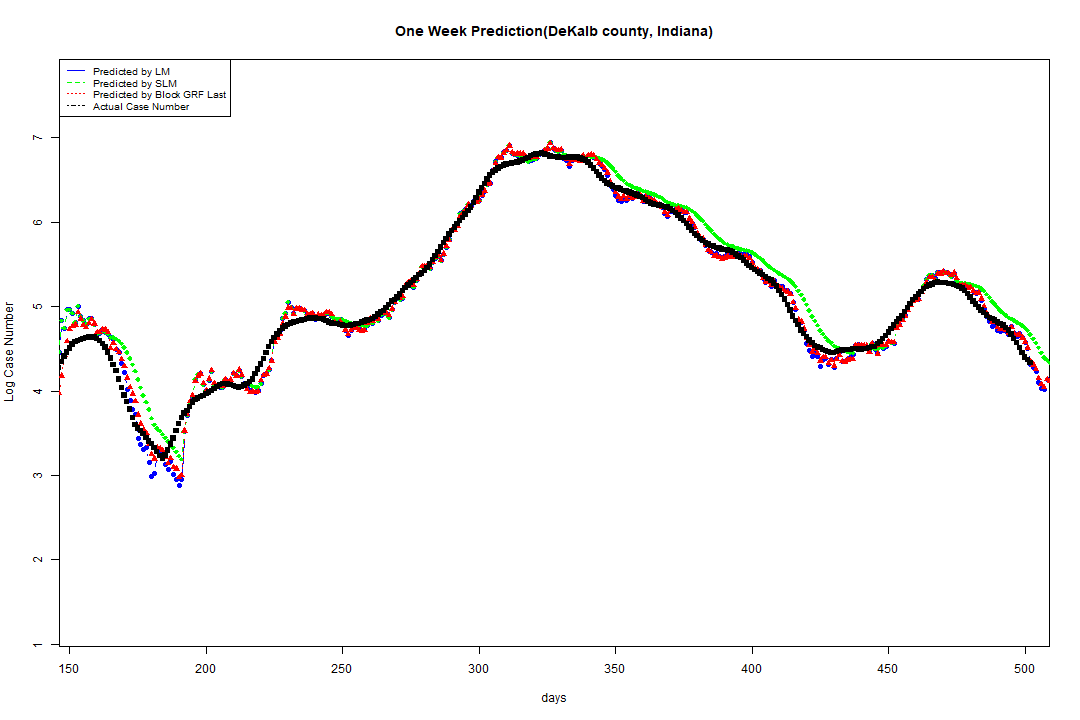 One Week Prediction(DeKalb county, Indiana)
Predicted by LM
Predicted by SLM
Predicted by Block GRF Last
Actual Case Number
7
6
5
4
3
2
1
Log Case Number
150 200 250 300 350 400 450 500
days